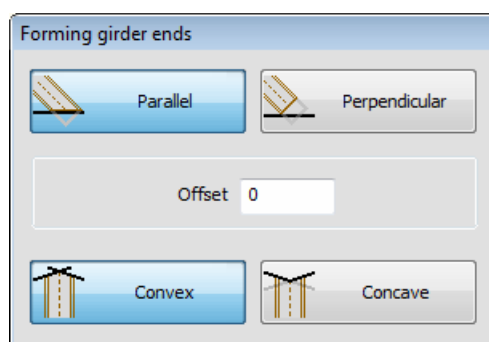 Forming girder ends
Parallel Perpendicular
Offset 0
Convex Concave